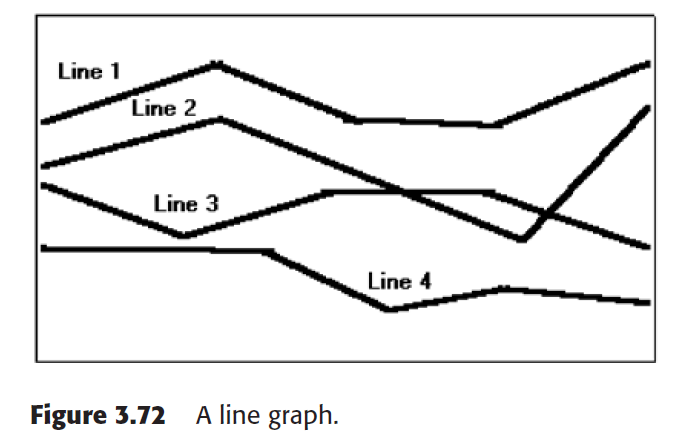 Line 1
Line 2
Line 3
Line 4
Figure 3.72 A line graph.